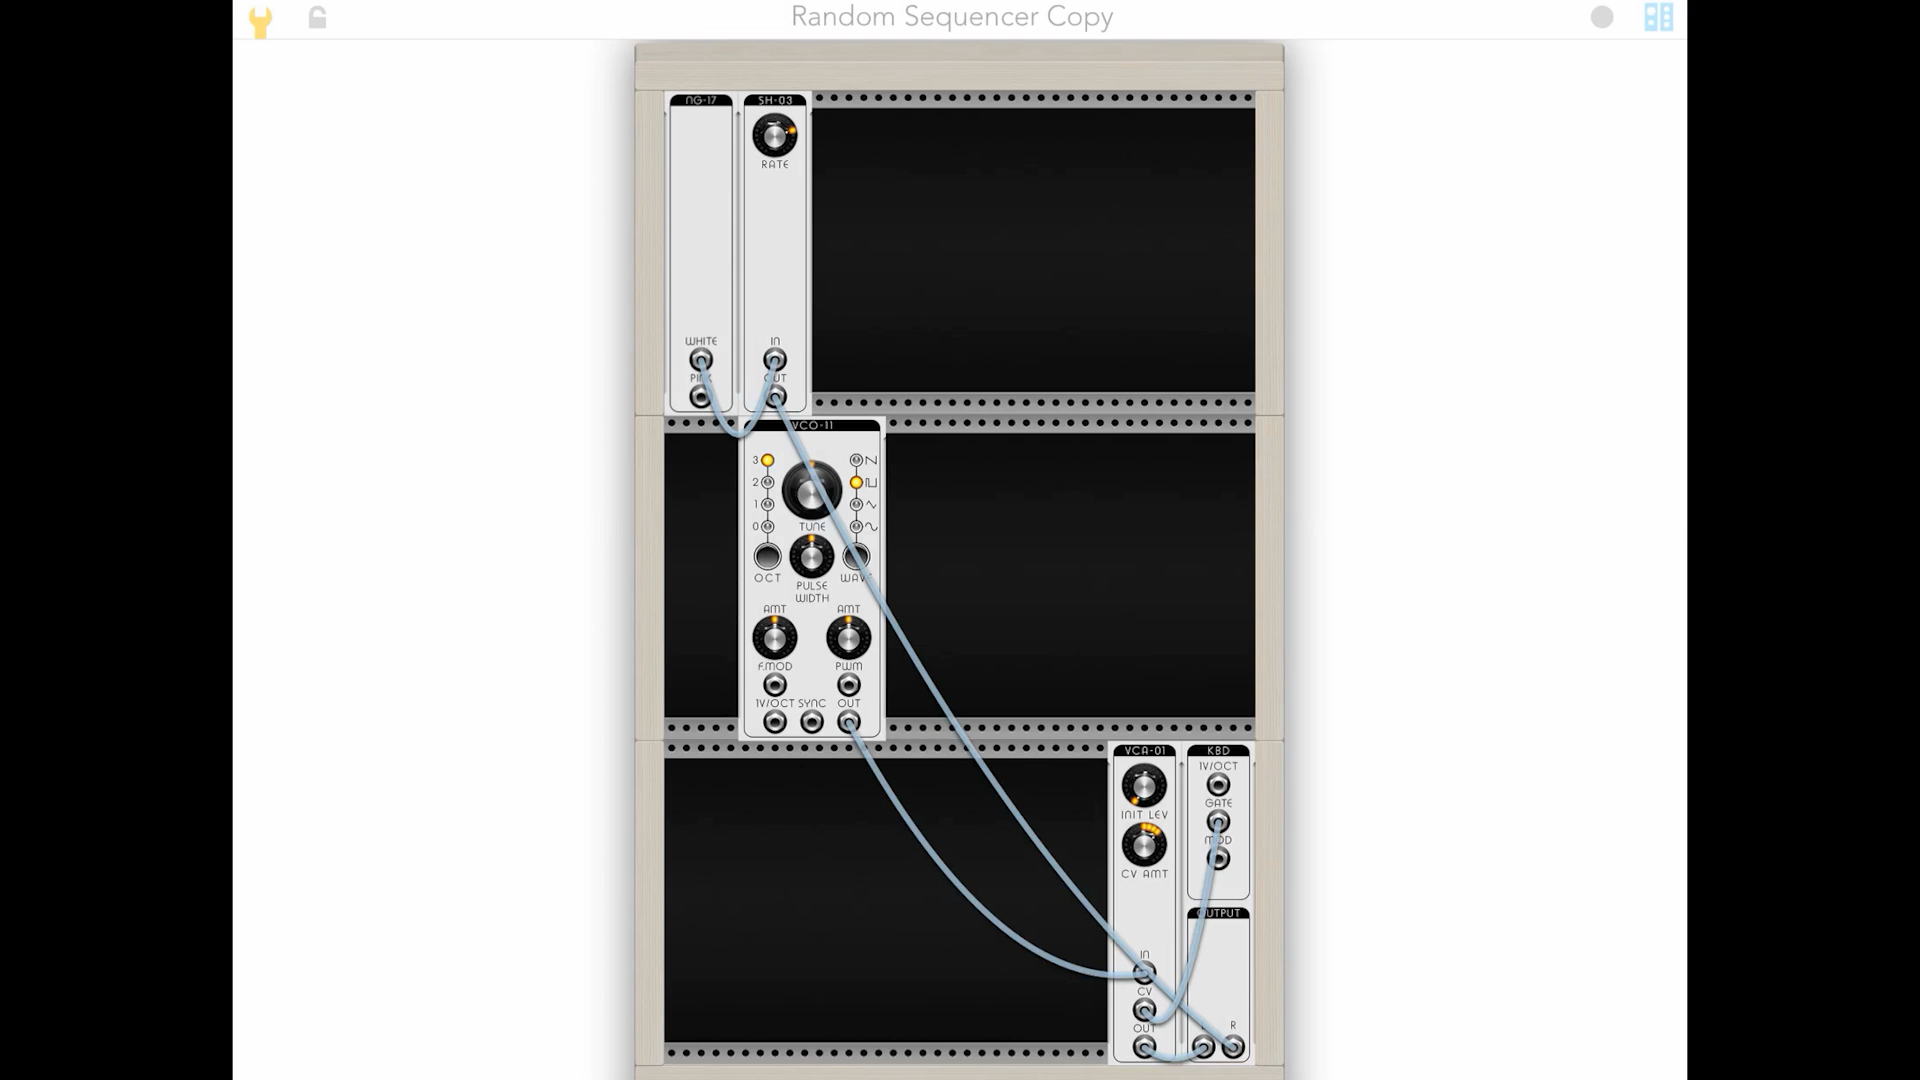 Random Sequencer Copy
NG-17
SH-03
RATE
WHITE
IN
PINK
OUT
VCO-11
3
2
1
0
TUNE
OCT
PULSE
WIDTH
WAVE
AMT
AMT
F.MOD
PWM
1V/OCT SYNC OUT
VCA-01
KBD
1V/OCT
GATE
MOD
INIT LEV
CV AMT
OUTPUT
IN
CV
OUT
L
R